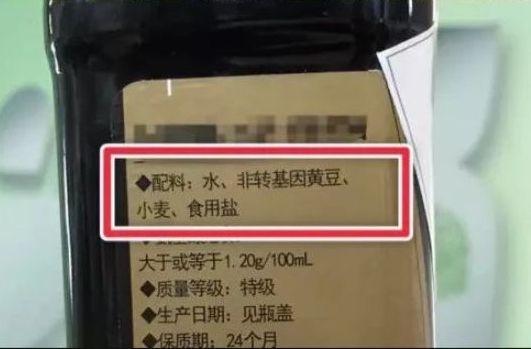 ◆配料：水、非转基因黄豆、
小麦、食用盐
大于或等于1.20g/100mL
◆质量等级：特级
◆生产日期：见瓶盖
◆保质期：24个月